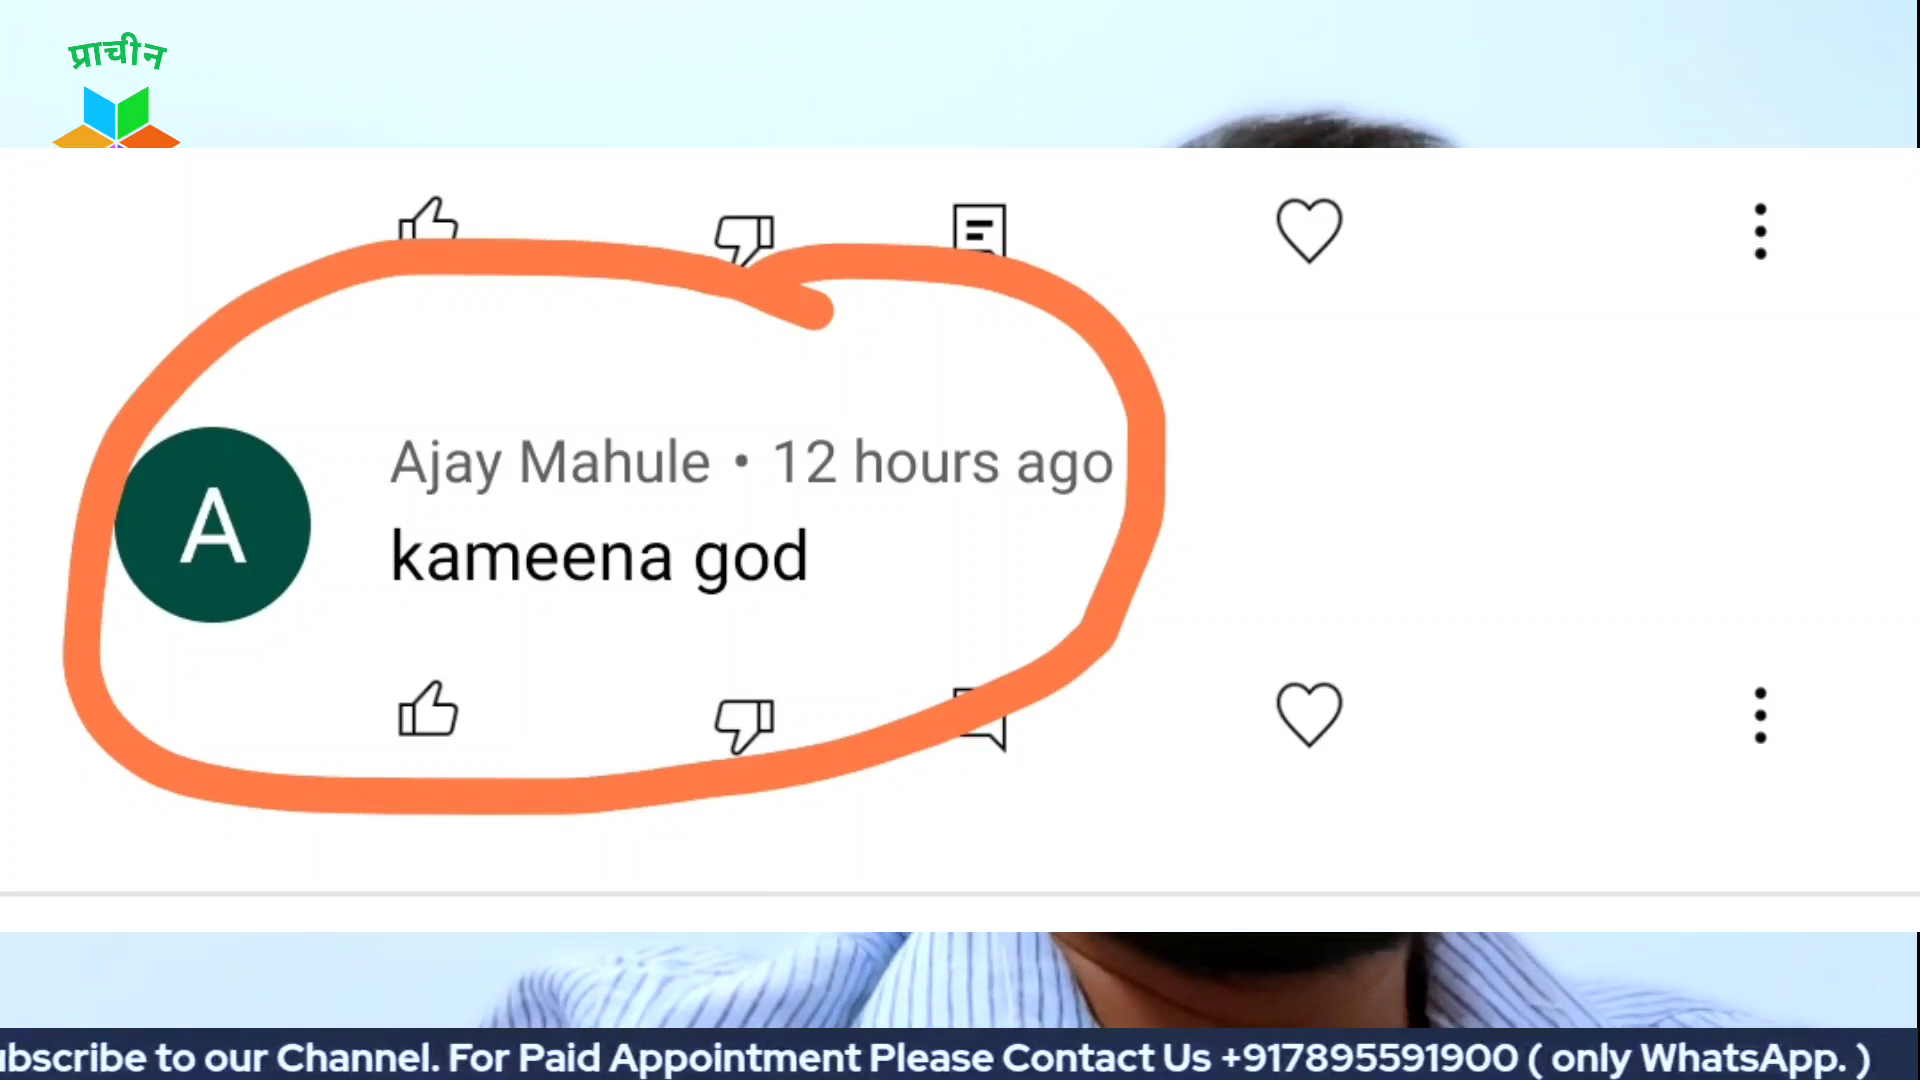 प्राचीन
Ajay Mahule • 12 hours ago
A
kameena god
ubscribe to our Channel. For Paid Appointment Please Contact Us +917895591900 ( only WhatsApp. )